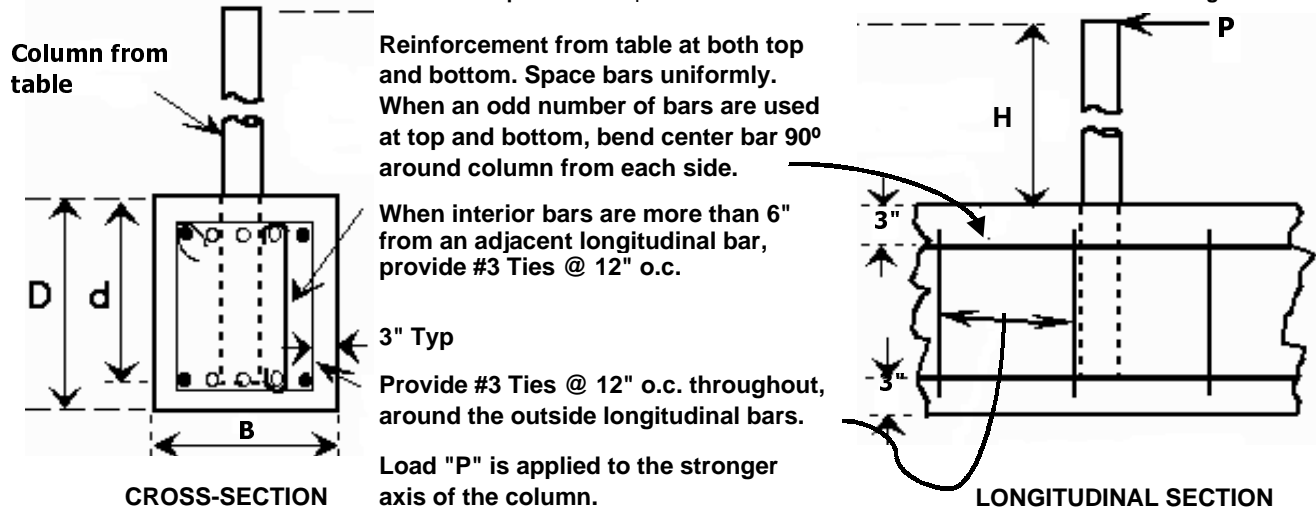 Column from
table
Reinforcement from table at both top
and bottom. Space bars uniformly.
When an odd number of bars are used
at top and bottom, bend center bar 90º
around column from each side.
When interior bars are more than 6"
from an adjacent longitudinal bar,
provide #3 Ties @ 12" o.c.
3" Typ
Provide #3 Ties @ 12" o.c. throughout,
around the outside longitudinal bars.
Load "P" is applied to the stronger
axis of the column.
D
d
B
CROSS-SECTION
P
H
3"
3"
LONGITUDINAL SECTION